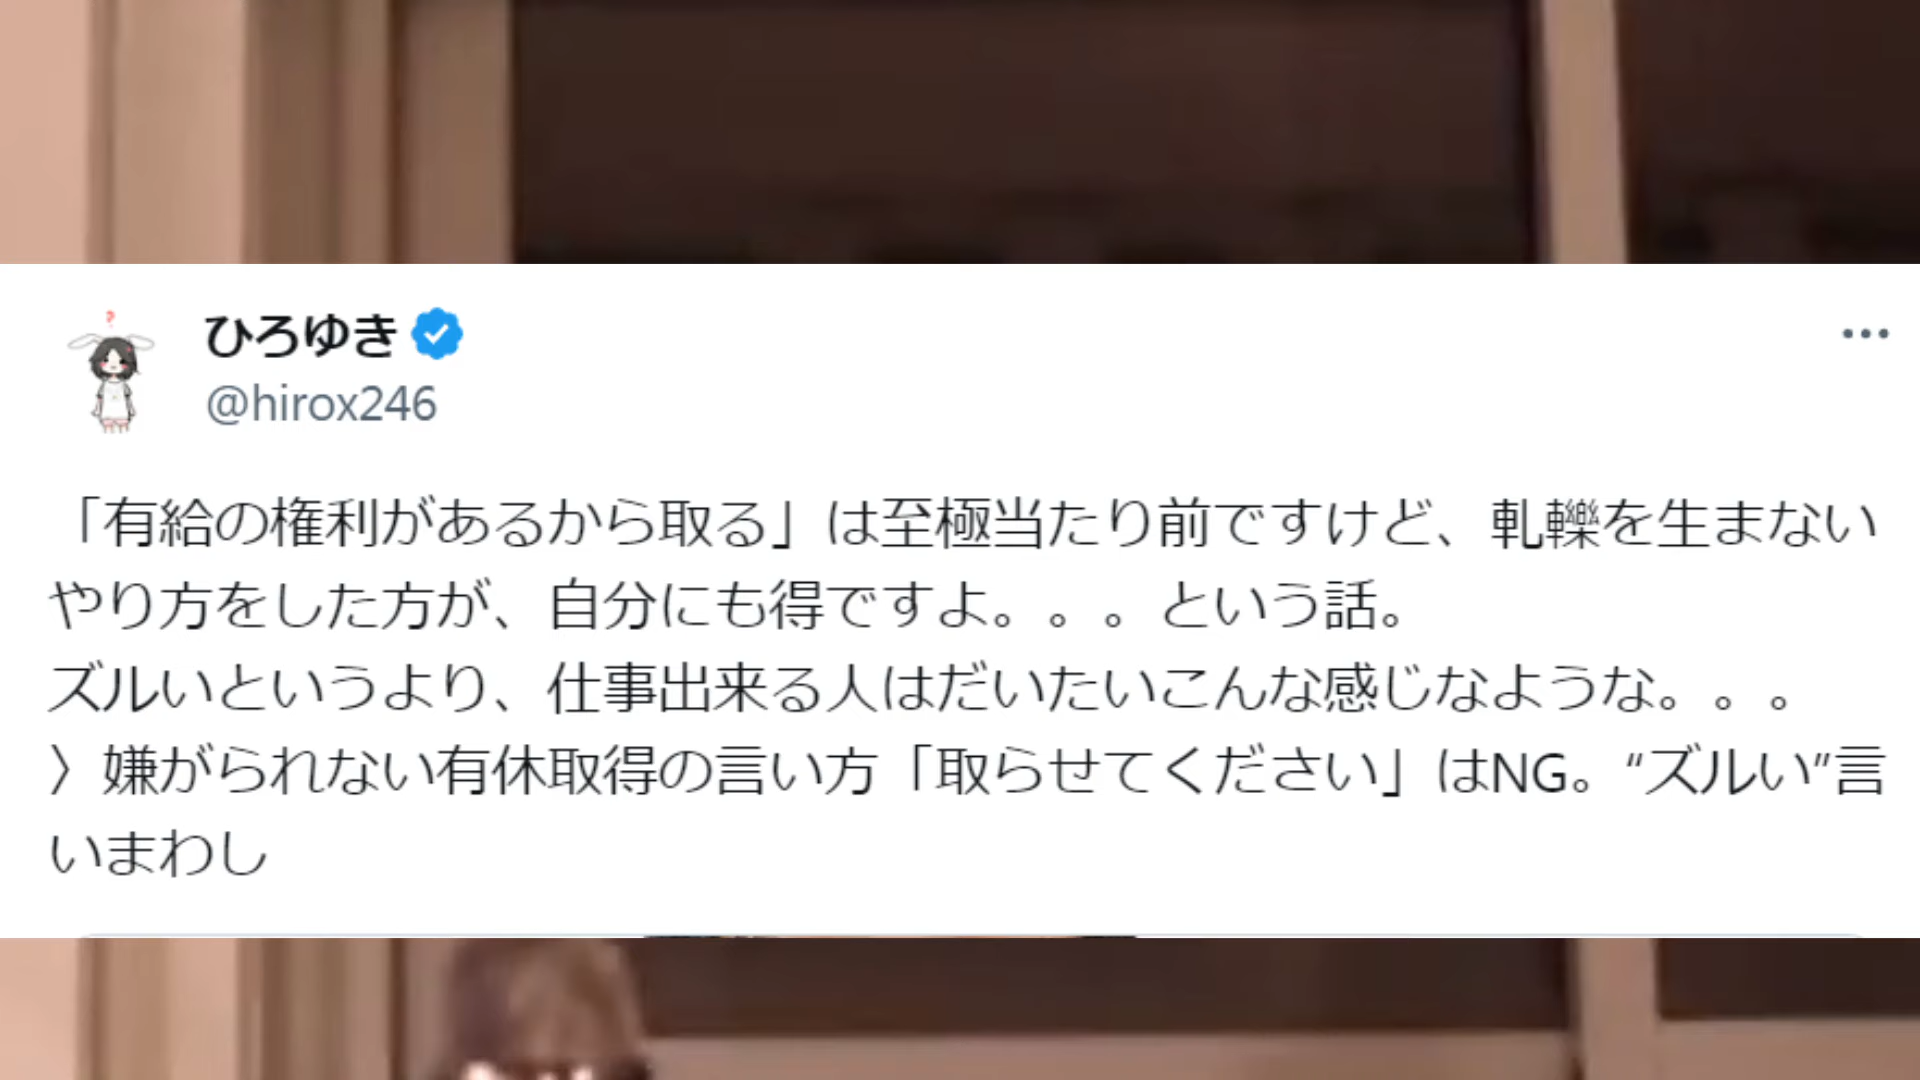 ?
ひろゆき
@hirox246
「有給の権利があるから取る」は至極当たり前ですけど、軋轢を生まない
やり方をした方が、自分にも得ですよ。。。という話。
ズルいというより、仕事出来る人はだいたいこんな感じなような。。。
〉嫌がられない有休取得の言い方「取らせてください」はNG。“ズルい”言
いまわし